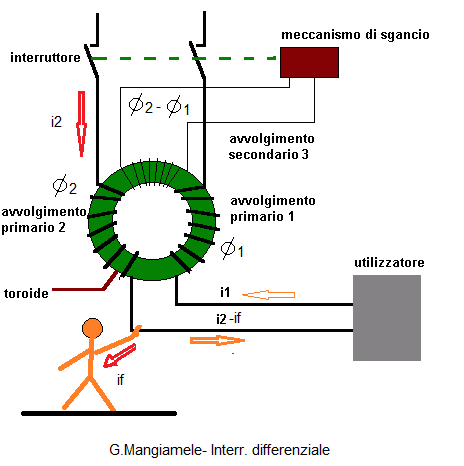 meccanismo di sgancio
interruttore
i2
Φ2 - Φ1
avvolgimento
secondario 3
Φ2
avvolgimento
primario 2
avvolgimento
primario 1
Φ1
utilizzatore
toroide
i1
i2-if
if
G.Mangiamele- Interr. differenziale